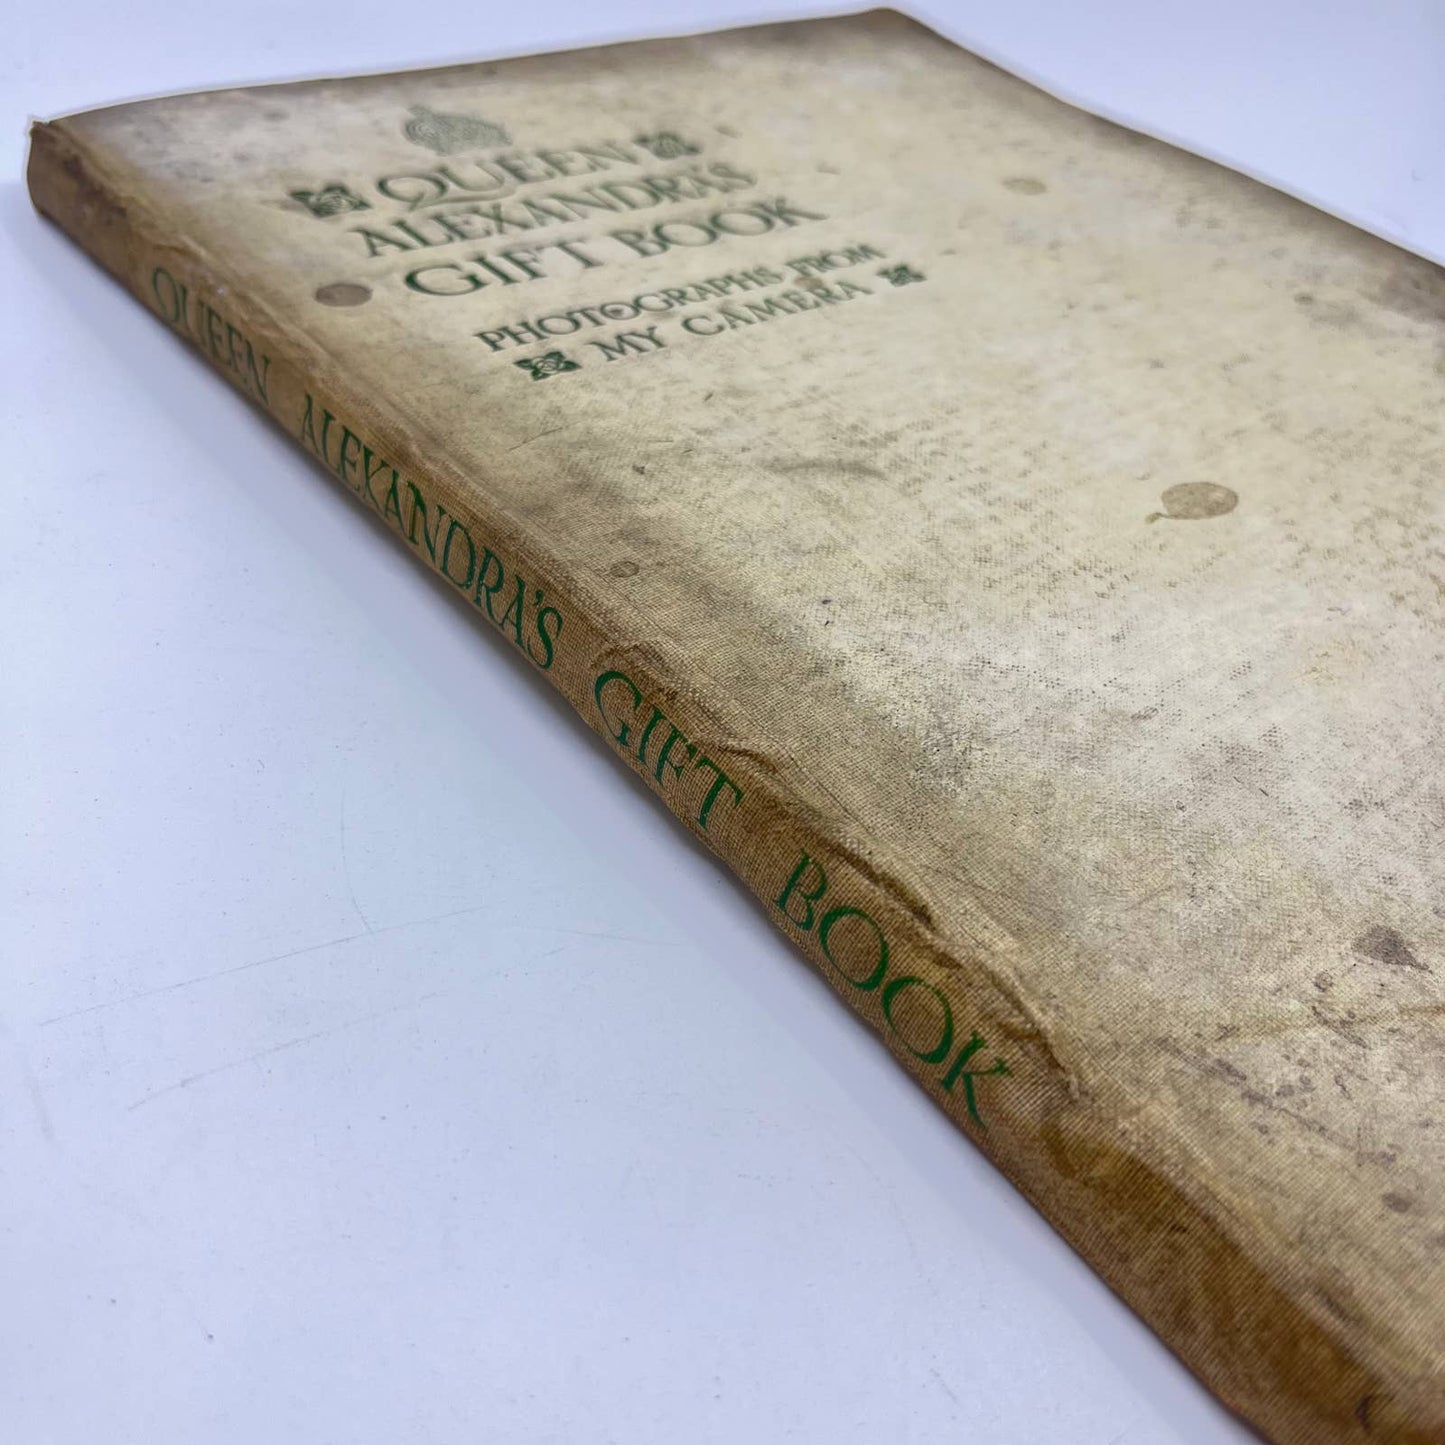 QUEEN
ALEXANDRA'S
GIFT BOOK
PHOTOGRAPHS FROM
MY CAMERA
QUEEN ALEXANDRA'S GIFT BOOK